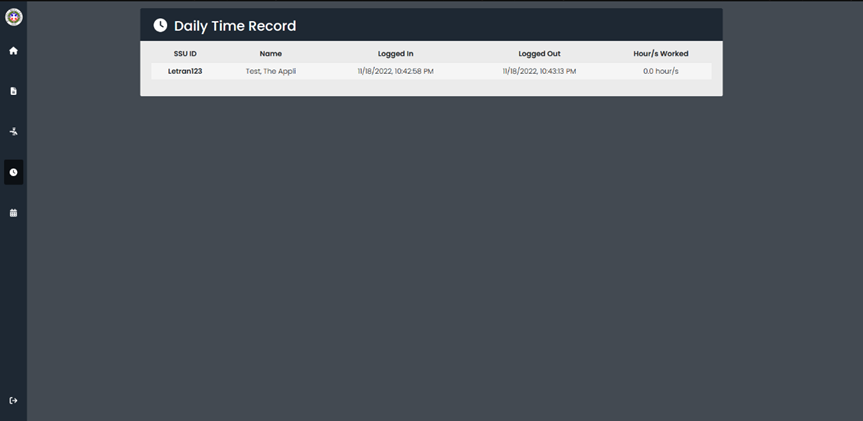 Daily Time Record
SSU ID Name Logged In Logged Out Hour/s Worked
Letran123 Test, The Appli 11/18/2022, 10:42:58 PM 11/18/2022, 10:43:13 PM 0.0 hour/s